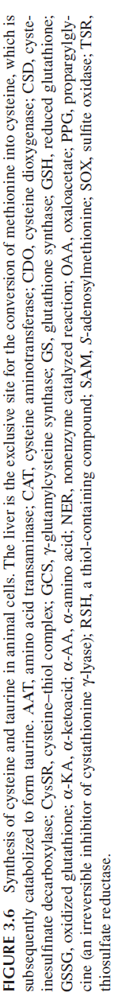 FIGURE 3.6 Synthesis of cysteine and taurine in animal cells. The liver is the exclusive site for the conversion of methionine into cysteine, which is
subsequently catabolized to form taurine. AAT, amino acid transaminase; CAT, cysteine aminotransferase; CDO, cysteine dioxygenase; CSD, cyste-
inesulfinate decarboxylase; CysSR, cysteine–thiol complex; GCS, γ-glutamylcysteine synthase; GS, glutathione synthase; GSH, reduced glutathione;
GSSG, oxidized glutathione; α-KA, α-ketoacid; α-AA, α-amino acid; NER, nonenzyme catalyzed reaction; OAA, oxaloacetate; PPG, propargylgly-
cine (an irreversible inhibitor of cystathionine γ-lyase); RSH, a thiol-containing compound; SAM, S-adenosylmethionine; SOX, sulfite oxidase; TSR,
thiosulfate reductase.